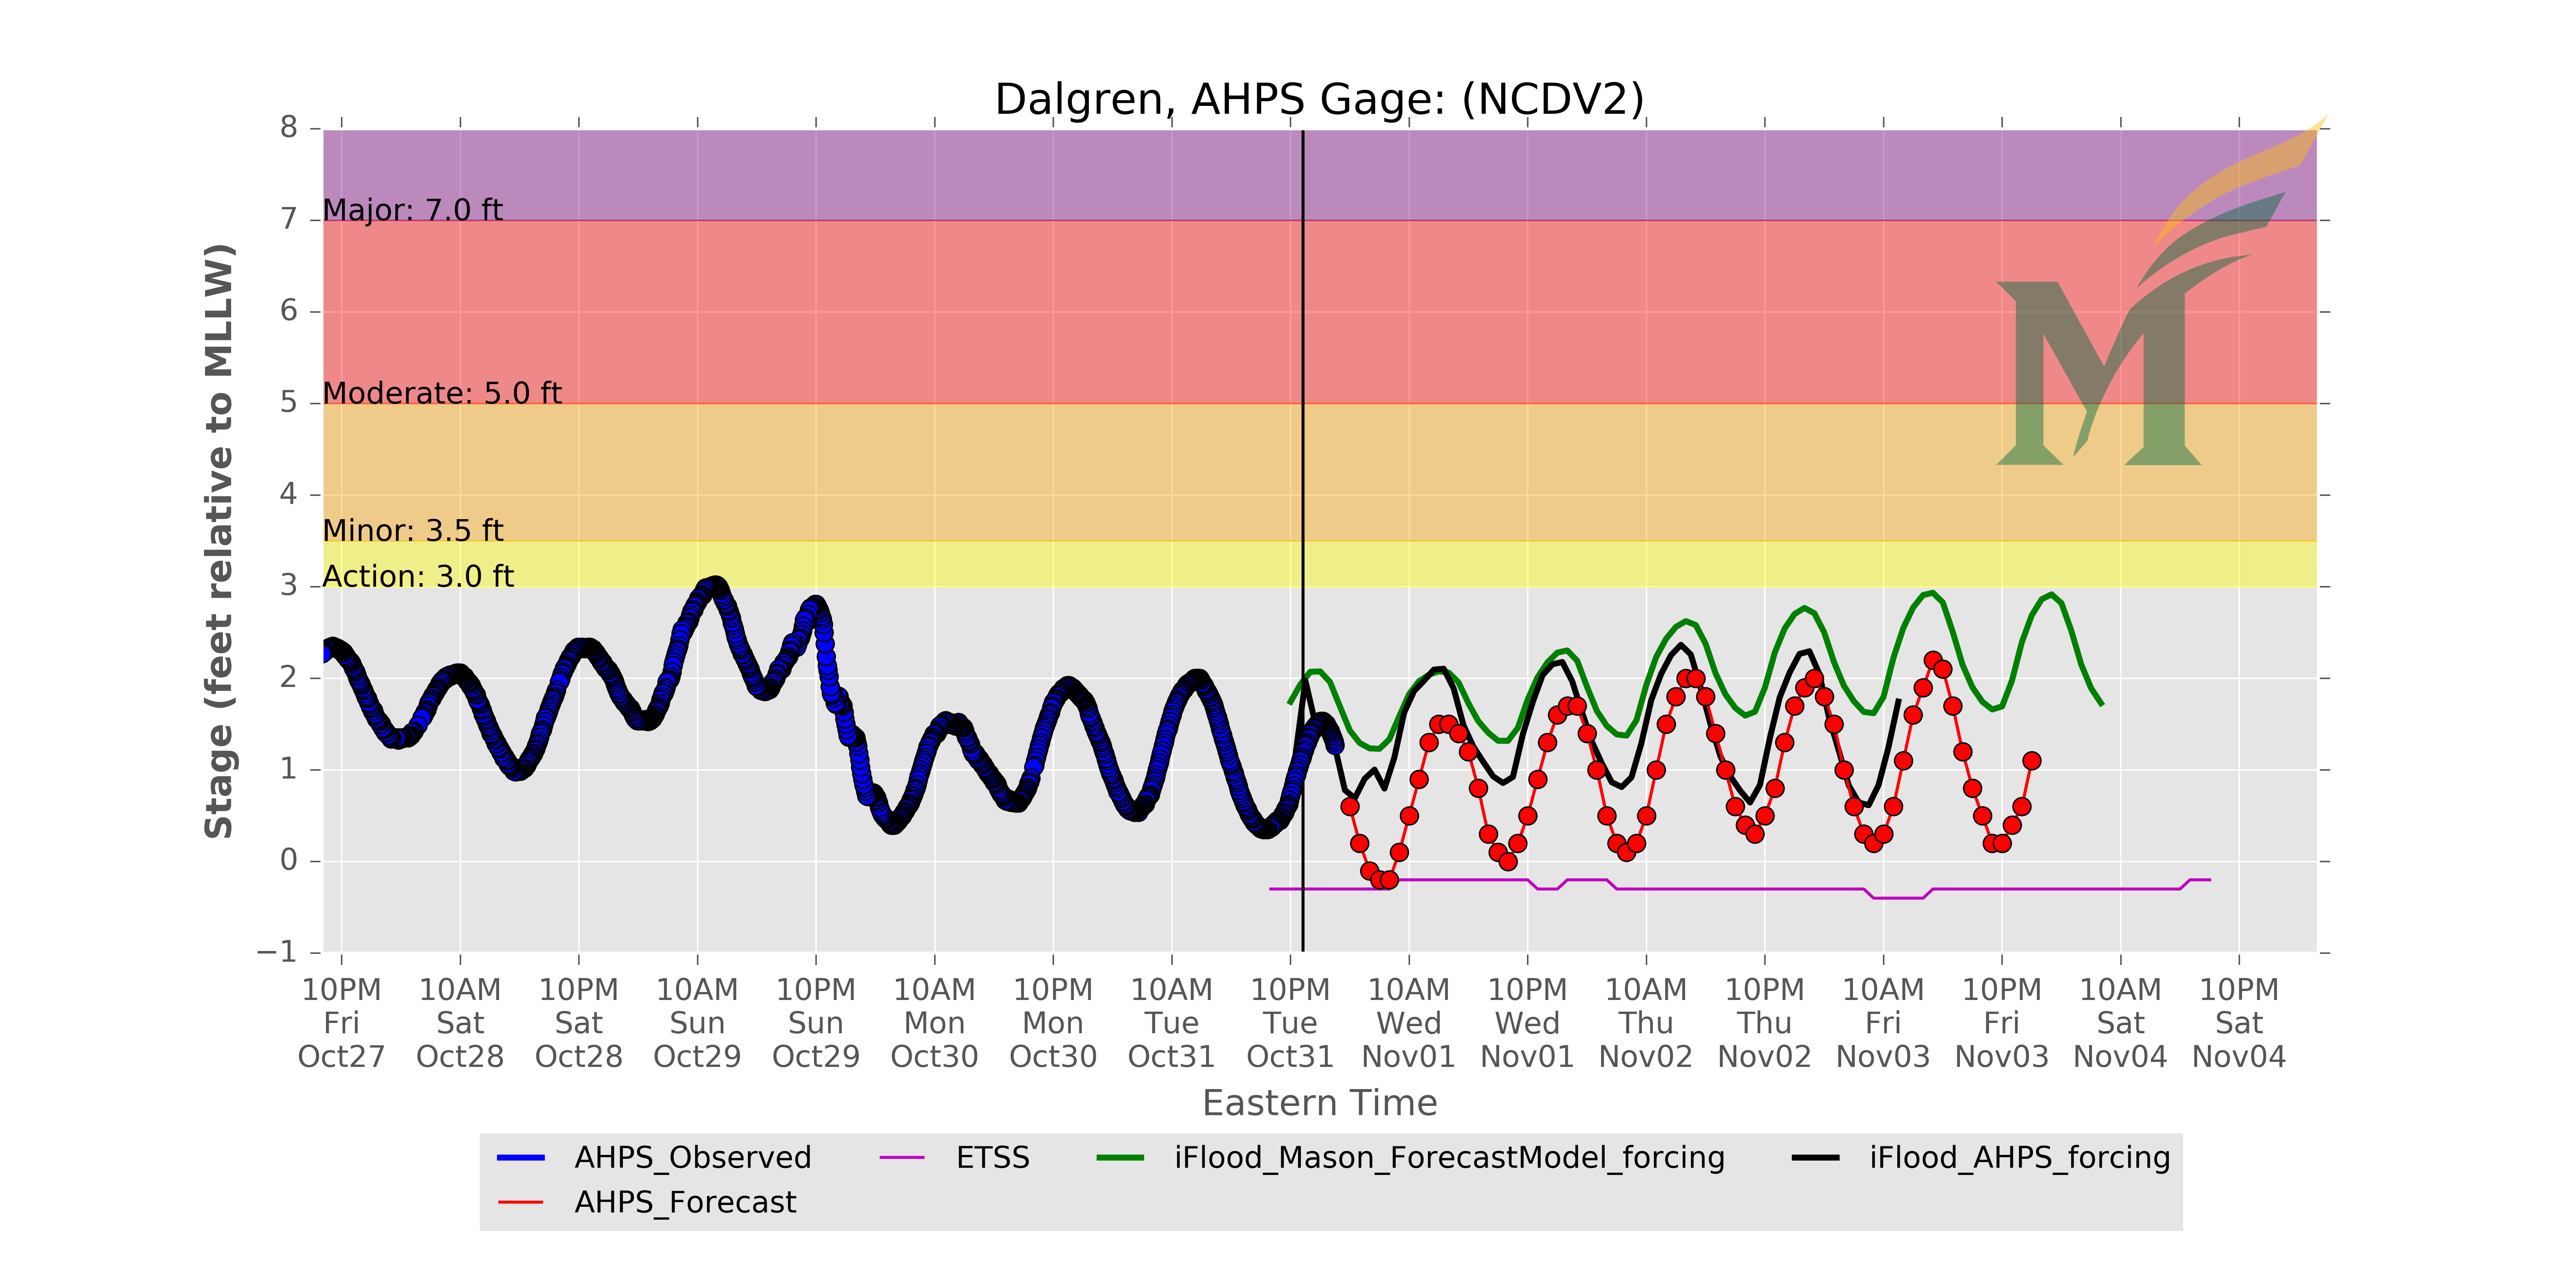 Dalgren, AHPS Gage: (NCDV2)
Stage (feet relative to MLLW)
8
7
6
5
4
3
2
1
0
−1
Major: 7.0 ft
Moderate: 5.0 ft
Minor: 3.5 ft
Action: 3.0 ft
M
10PM 10AM 10PM 10AM 10PM 10AM 10PM 10AM 10PM 10AM 10PM 10AM 10PM 10AM 10PM 10AM 10PM
Fri Sat Sat Sun Sun Mon Mon Tue Tue Wed Wed Thu Thu Fri Fri Sat Sat
Oct27 Oct28 Oct28 Oct29 Oct29 Oct30 Oct30 Oct31 Oct31 Nov01 Nov01 Nov02 Nov02 Nov03 Nov03 Nov04 Nov04
Eastern Time
AHPS_Observed ETSS iFlood_Mason_ForecastModel_forcing iFlood_AHPS_forcing
AHPS_Forecast